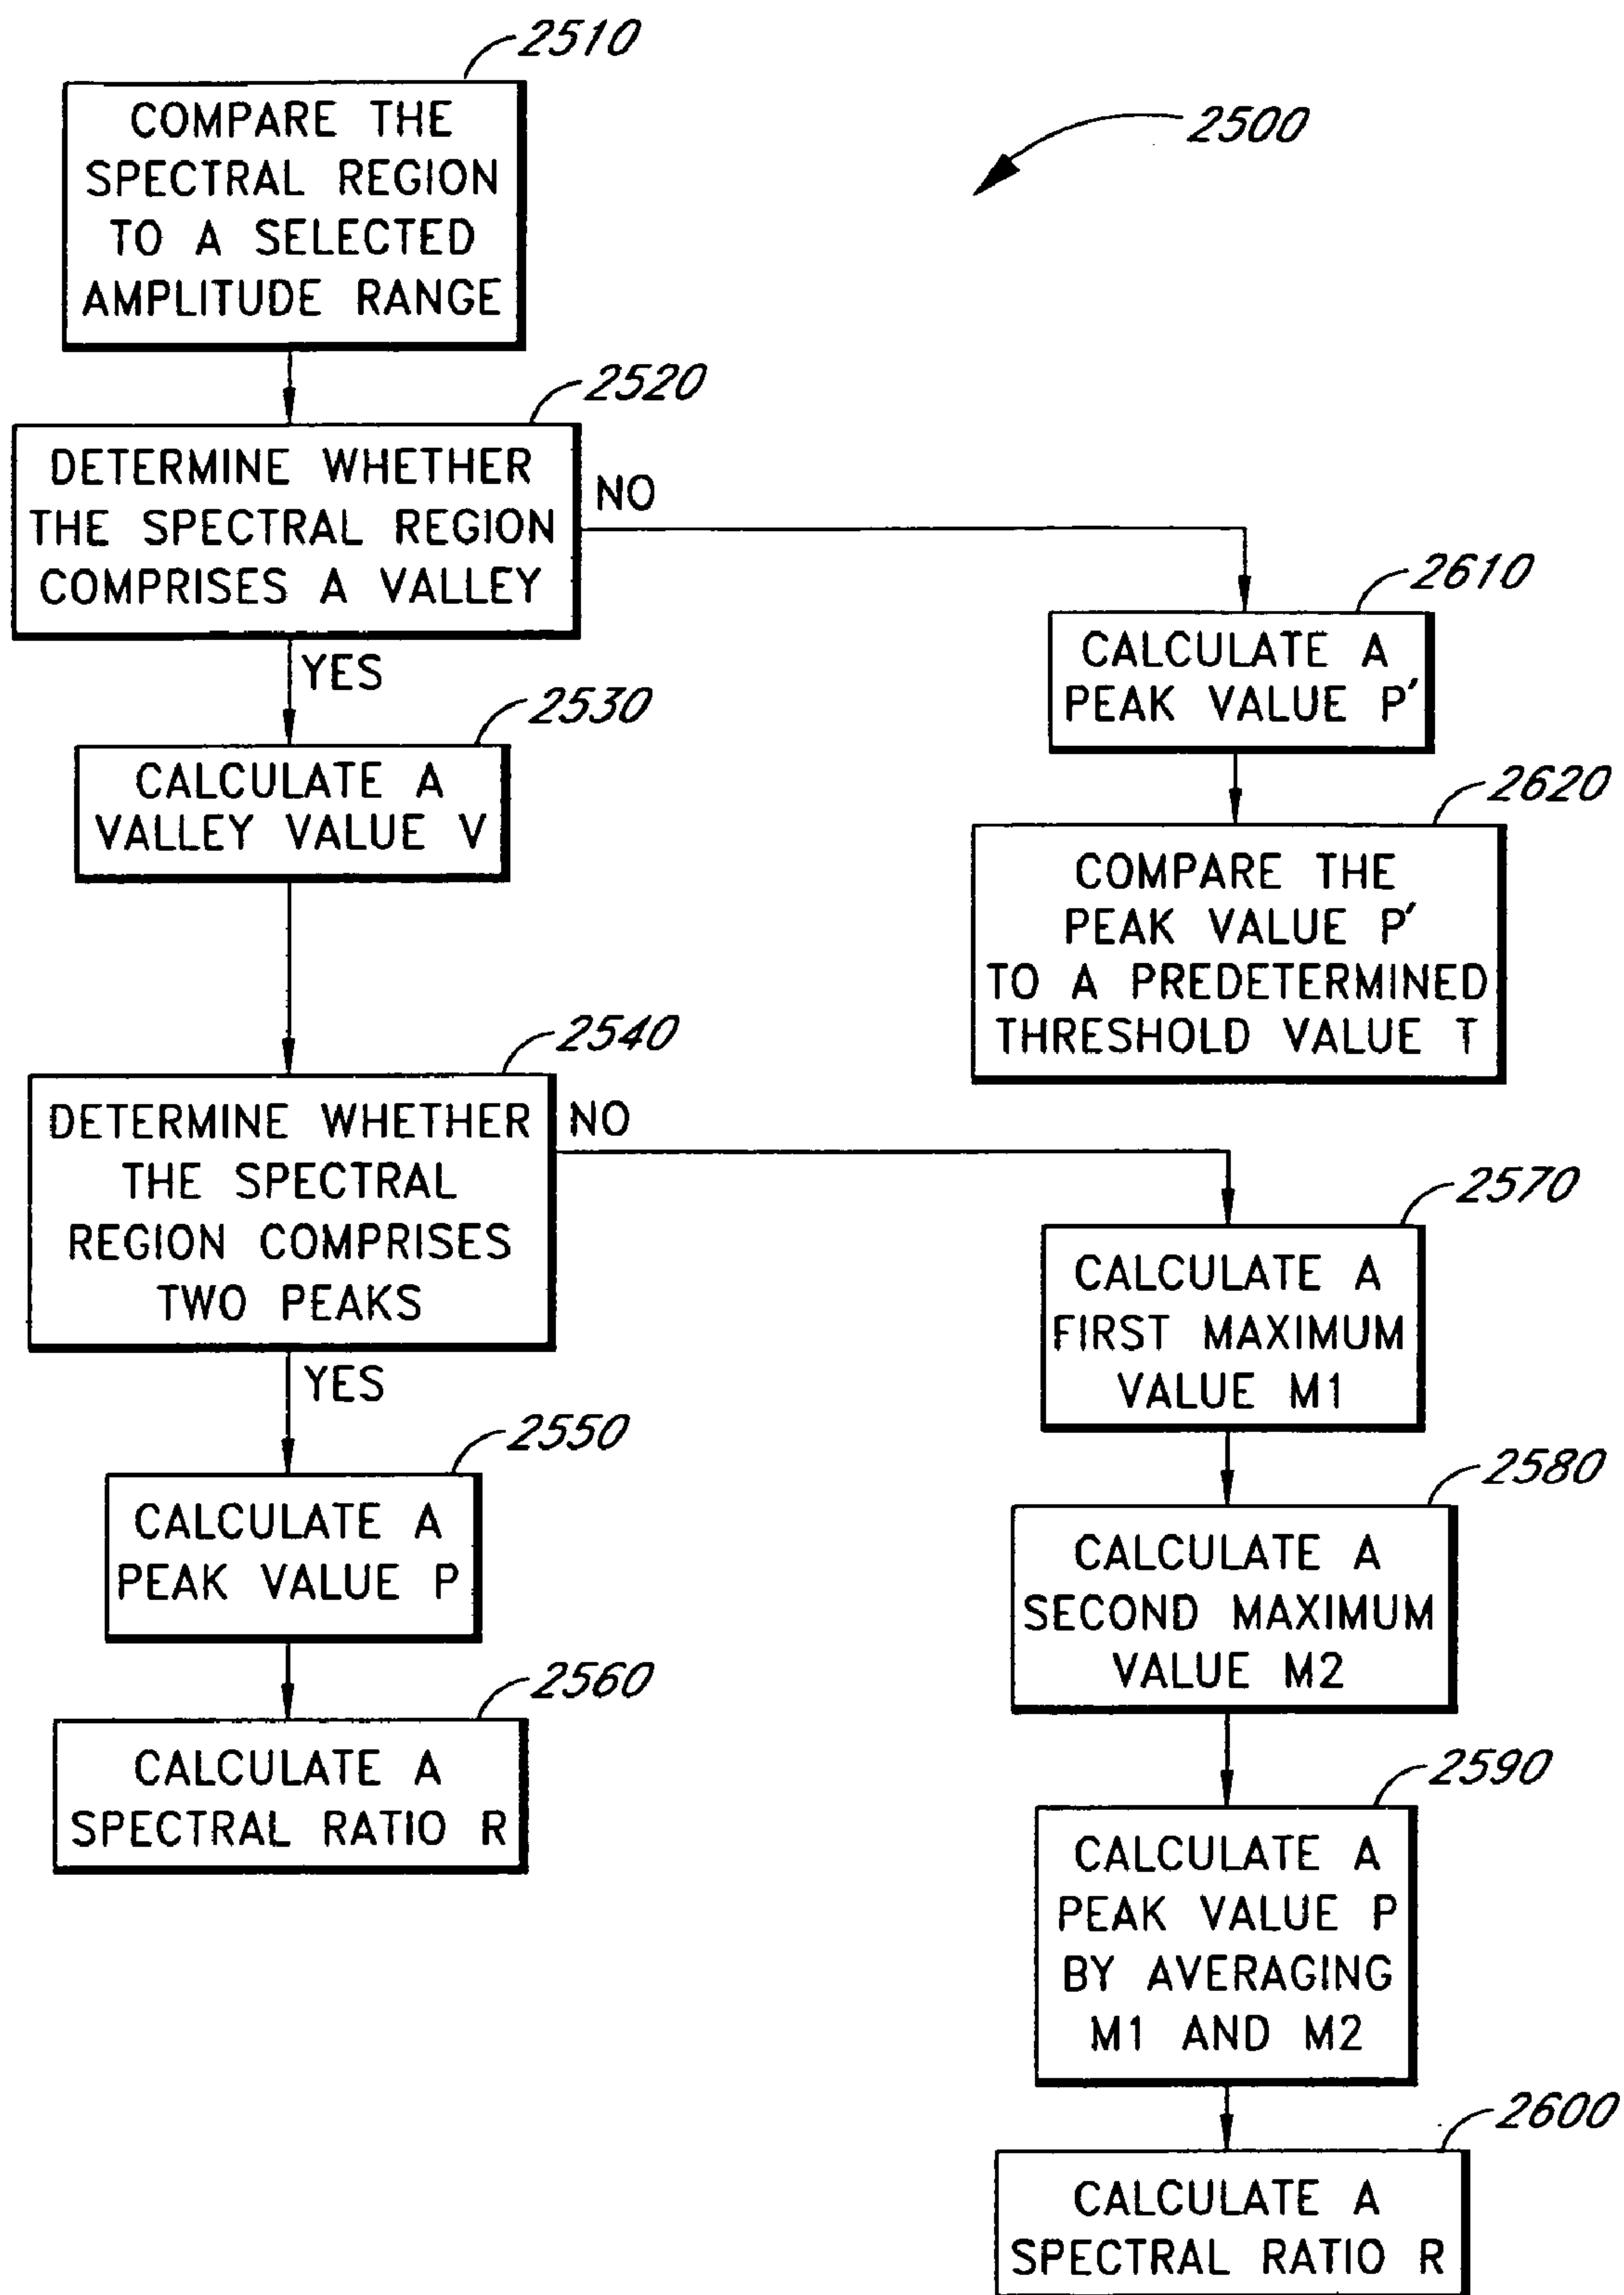 2510
COMPARE THE
SPECTRAL REGION
TO A SELECTED
AMPLITUDE RANGE
2500
2520
DETERMINE WHETHER
THE SPECTRAL REGION
COMPRISES A VALLEY
NO
YES
2610
CALCULATE A
PEAK VALUE P'
2530
CALCULATE A
VALLEY VALUE V
2620
COMPARE THE
PEAK VALUE P'
TO A PREDETERMINED
THRESHOLD VALUE T
2540
DETERMINE WHETHER
THE SPECTRAL
REGION COMPRISES
TWO PEAKS
NO
YES
2570
CALCULATE A
FIRST MAXIMUM
VALUE M1
2550
CALCULATE A
PEAK VALUE P
2580
CALCULATE A
SECOND MAXIMUM
VALUE M2
2560
CALCULATE A
SPECTRAL RATIO R
2590
CALCULATE A
PEAK VALUE P
BY AVERAGING
M1 AND M2
2600
CALCULATE A
SPECTRAL RATIO R